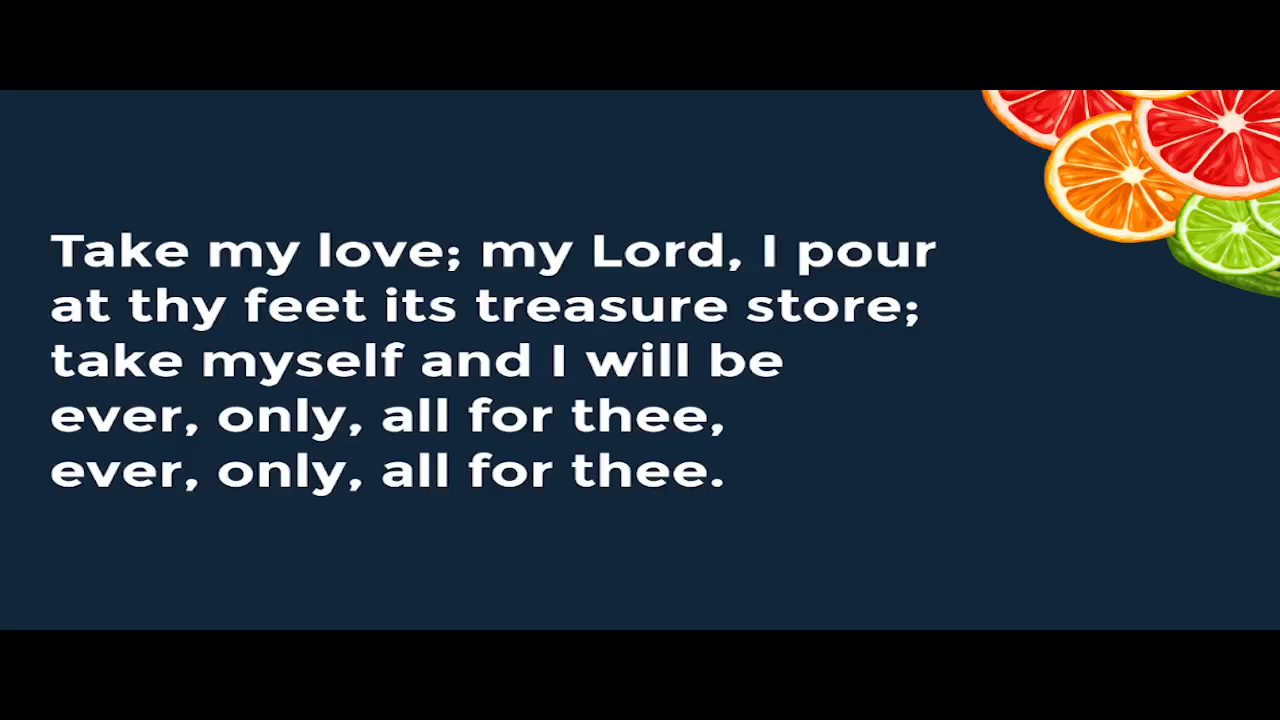 Take my love; my Lord, I pour
at thy feet its treasure store;
take myself and I will be
ever, only, all for thee,
ever, only, all for thee.